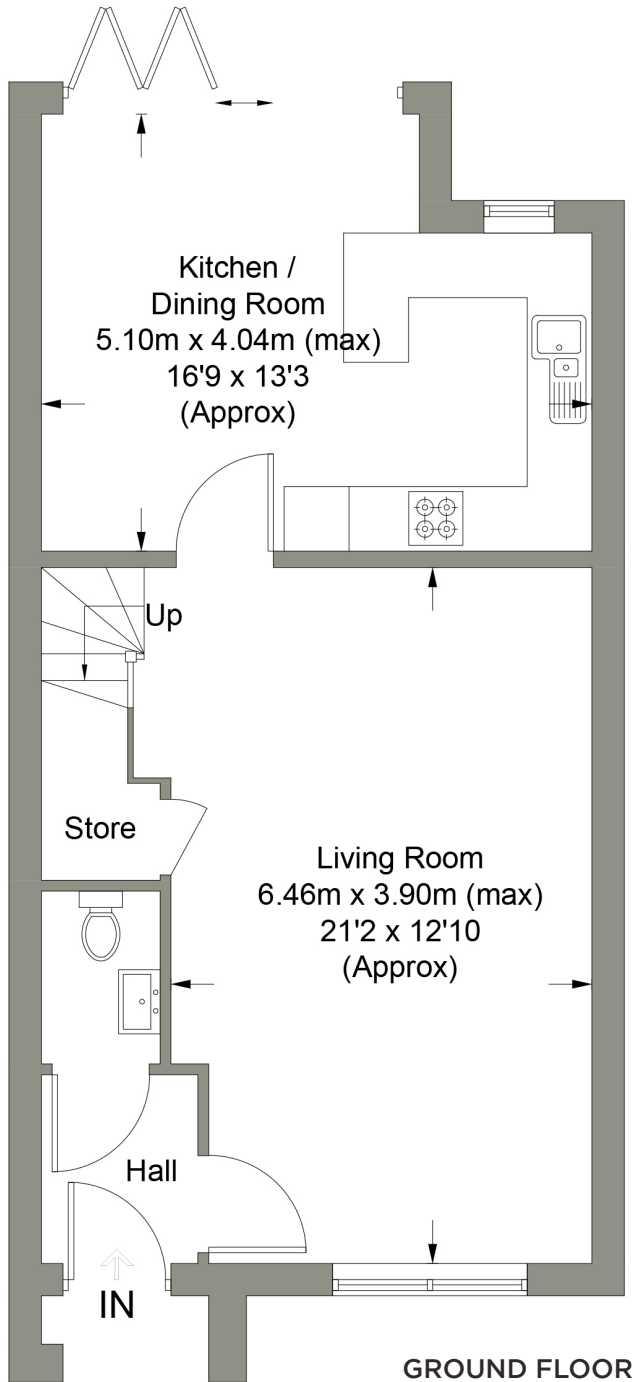 Kitchen /
Dining Room
5.10m x 4.04m (max)
16'9 x 13'3
(Approx)
Up
Store
Living Room
6.46m x 3.90m (max)
21'2 x 12'10
(Approx)
Hall
IN
GROUND FLOOR